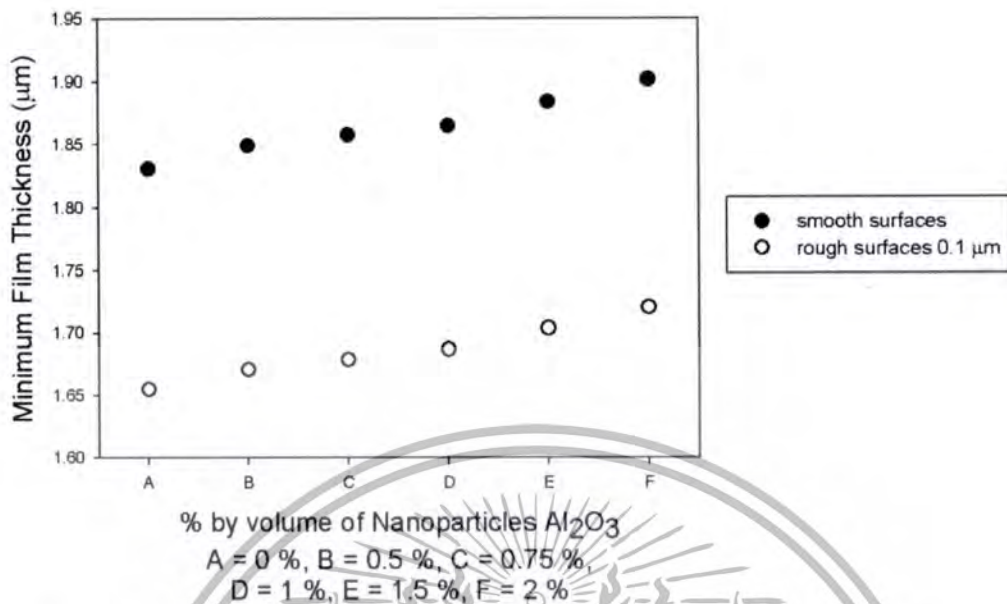 1.95
1.90
1.85
1.80
1.75
1.70
1.65
1.60
Minimum Film Thickness (μm)
A B C D E F
smooth surfaces
rough surfaces 0.1 μm
% by volume of Nanoparticles Al₂O₃
A = 0 %, B = 0.5 %, C = 0.75 %,
D = 1 %, E = 1.5 %, F = 2 %